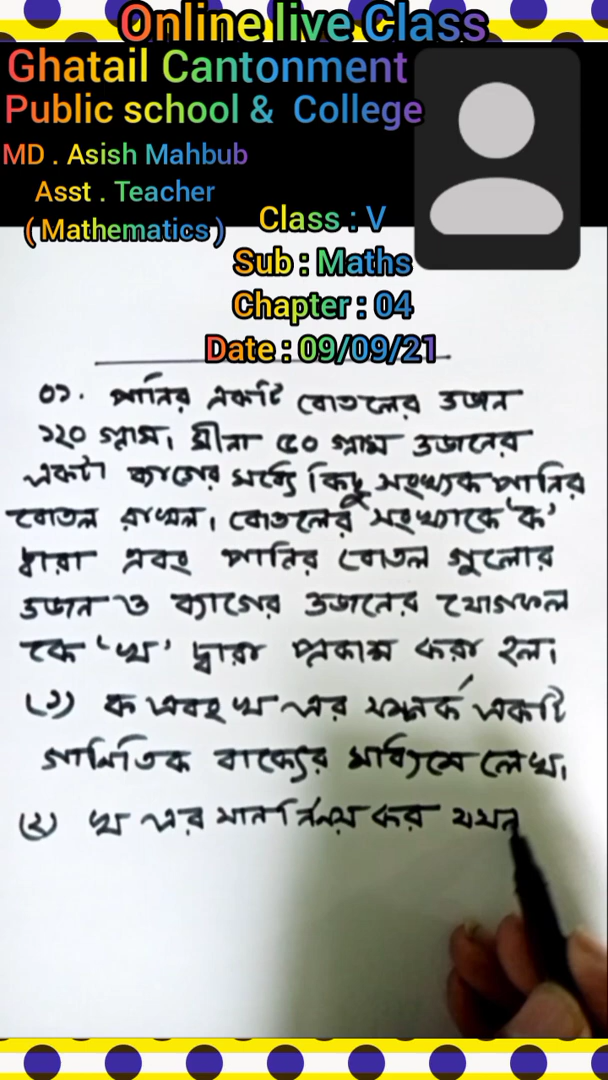 Online live Class
Ghatail Cantonment
Public school & College
MD . Asish Mahbub
Asst . Teacher
( Mathematics )
Class : V
Sub : Maths
Chapter : 04
Date : 09/09/21
০১. পানির একটি বোতলের ওজন
১২০ গ্রাম। মীনা ৫০ গ্রাম ওজনের
একটা ব্যাগের মধ্যে কিছু সংখ্যক পানির
বোতল রাখল। বোতলের সংখ্যাকে 'ক'
দ্বারা এবং পানির বোতল গুলোর
ওজন ও ব্যাগের ওজনের যোগফল
কে 'খ' দ্বারা প্রকাশ করা হল।
(১) ক এবং খ এর সম্পর্ক একটি
গাণিতিক বাক্যের মাধ্যমে লেখ।
(২) খ এর মান নির্ণয় কর যখন